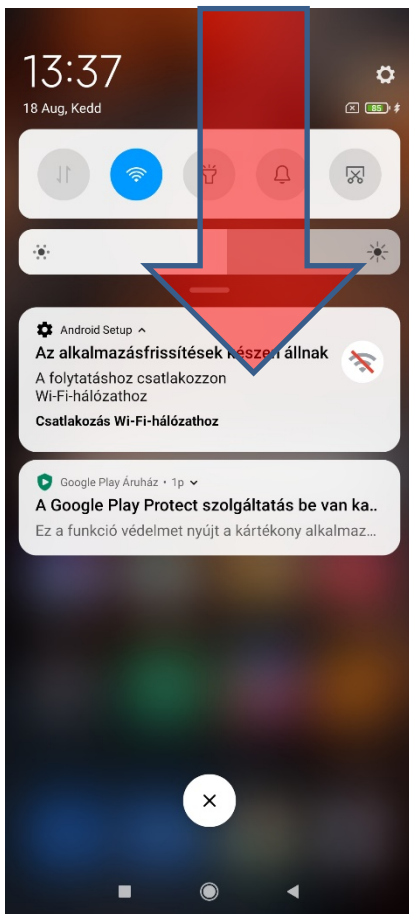 13:37
18 Aug, Kedd
85
Android Setup
Az alkalmazásfrissítések készen állnak
A folytatáshoz csatlakozzon
Wi-Fi-hálózathoz
Csatlakozás Wi-Fi-hálózathoz
Google Play Áruház • 1p
A Google Play Protect szolgáltatás be van ka..
Ez a funkció védelmet nyújt a kártékony alkalmaz...